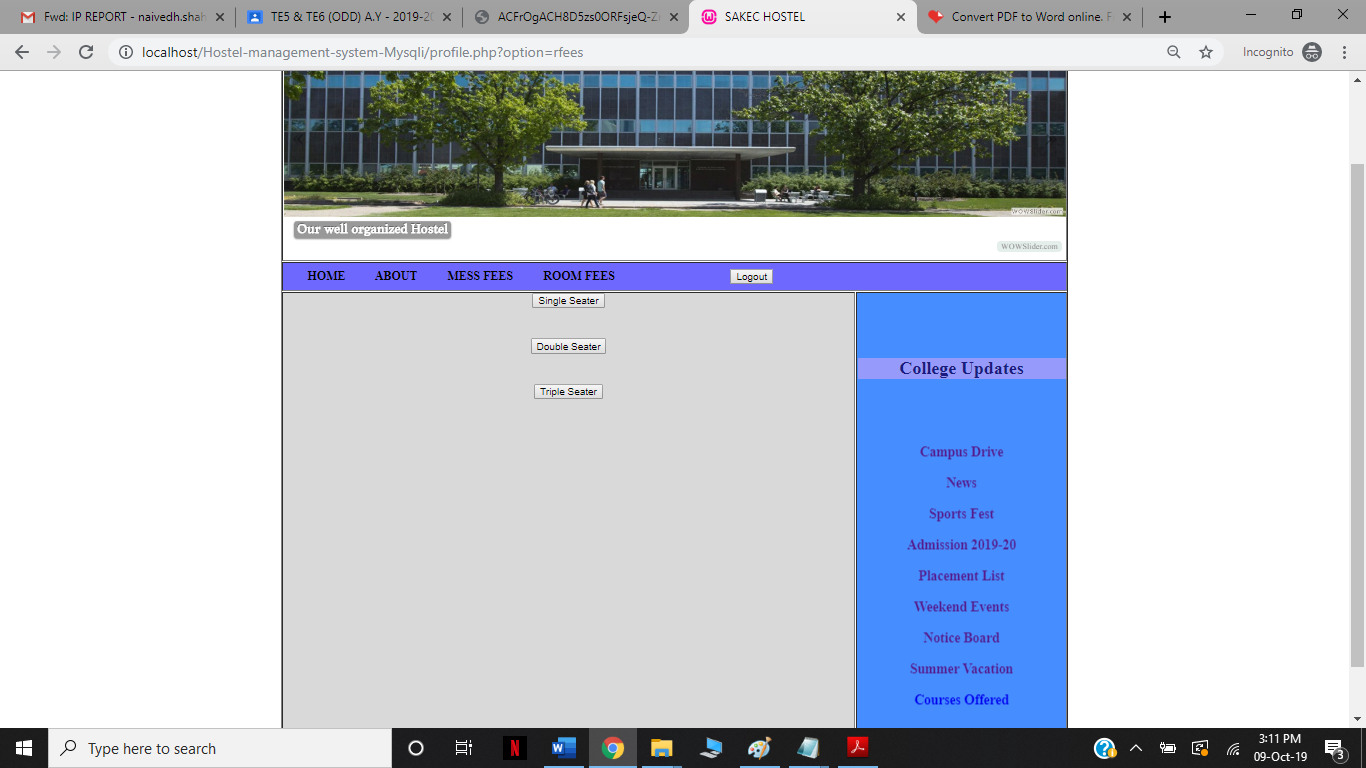 Fwd: IP REPORT - naivedh.shah
TE5 & TE6 (ODD) A.Y - 2019-20
ACFrOgACH8D5zs0ORFsjeQ-Z
SAKEC HOSTEL
Convert PDF to Word online. F
localhost/Hostel-management-system-Mysqli/profile.php?option=rfees
Incognito
WOWSlider.com
Our well organized Hostel
WOWSlider.com
HOME ABOUT MESS FEES ROOM FEES Logout
Single Seater
Double Seater
Triple Seater
College Updates
Campus Drive
News
Sports Fest
Admission 2019-20
Placement List
Weekend Events
Notice Board
Summer Vacation
Courses Offered
Type here to search
3:11 PM
09-Oct-19
3